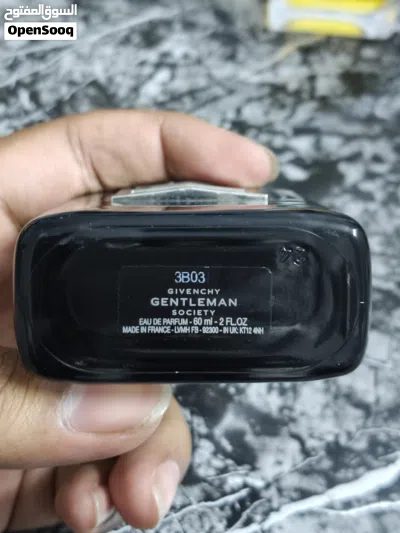 السوق المفتوح
OpenSooq
3B03
GIVENCHY
GENTLEMAN
SOCIETY
EAU DE PARFUM - 60 ml - 2 FL.OZ
MADE IN FRANCE - LVMH FB - 92300 - IN UK: KT12 4NH